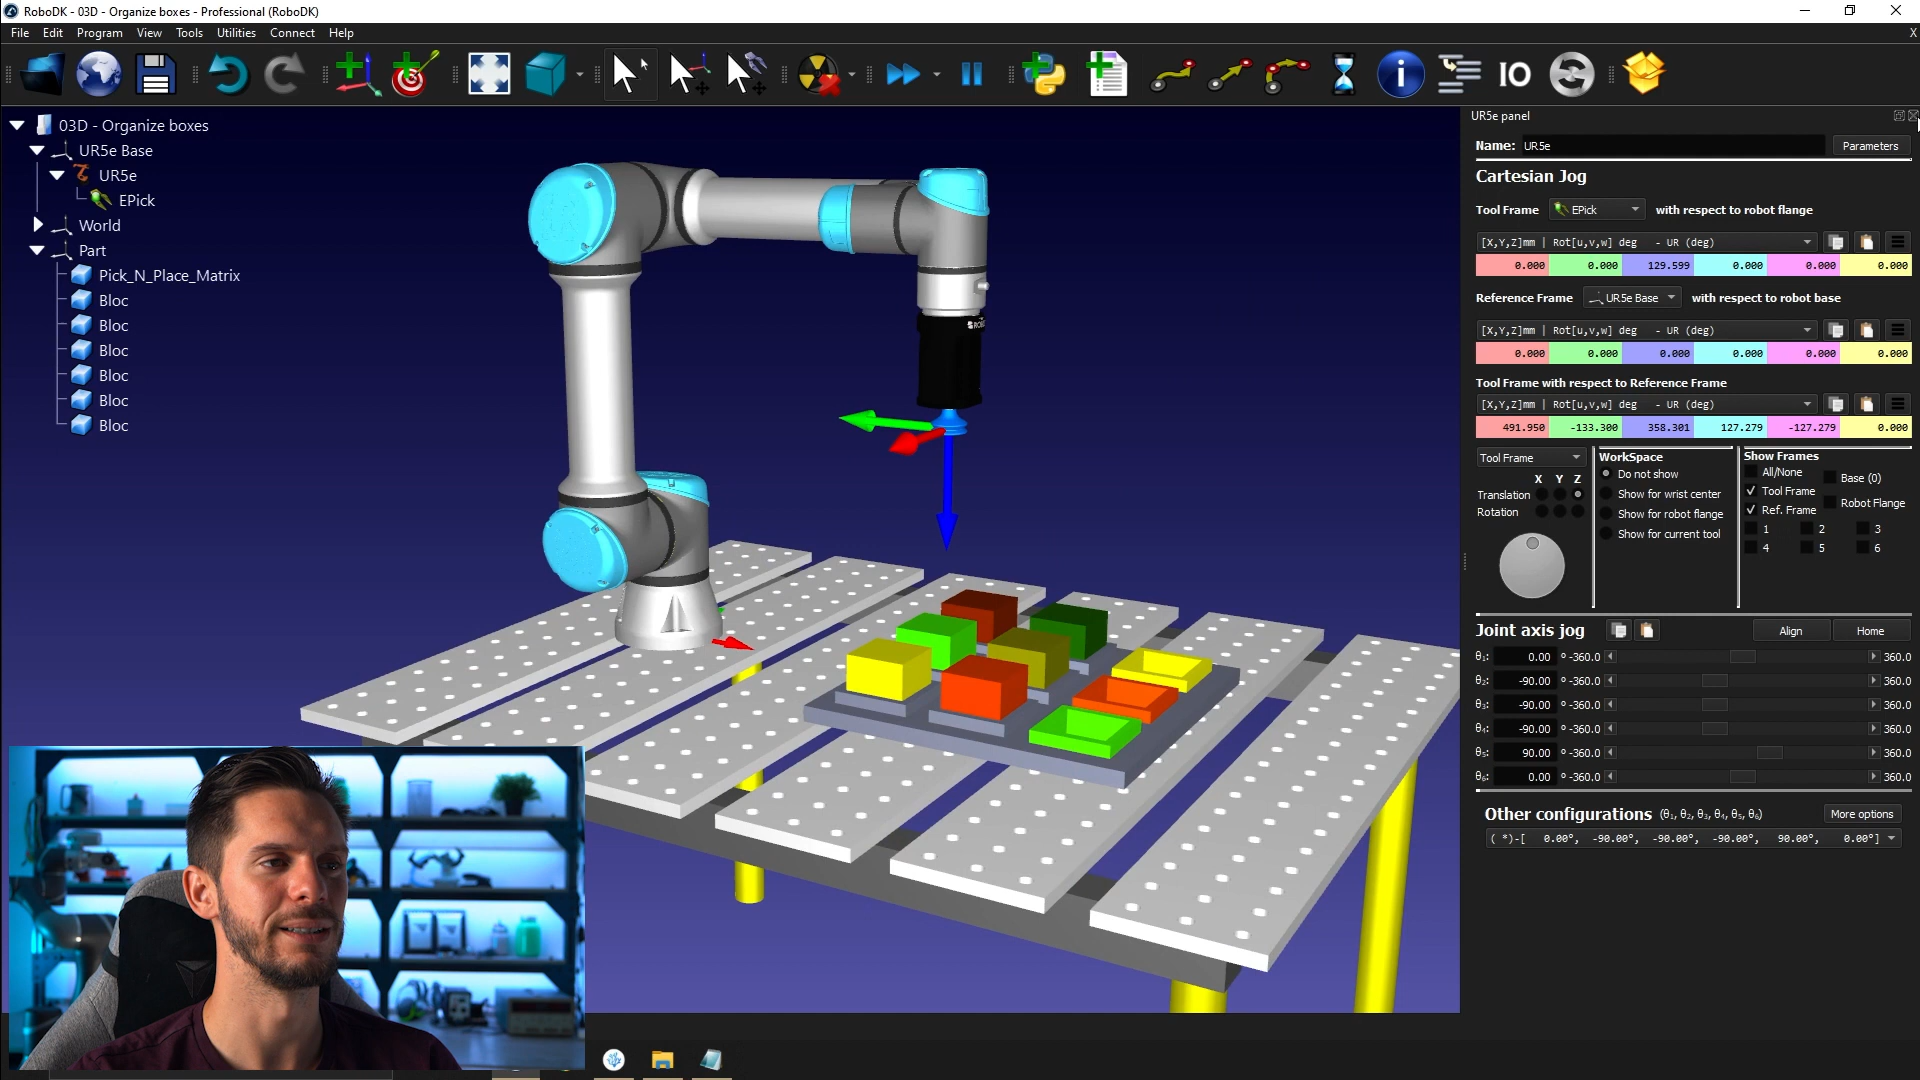 RoboDK - 03D - Organize boxes - Professional (RoboDK)
File Edit Program View Tools Utilities Connect Help X
IO
03D - Organize boxes
UR5e Base
UR5e
EPick
World
Part
Pick_N_Place_Matrix
Bloc
Bloc
Bloc
Bloc
Bloc
Bloc
UR5e panel
Name: UR5e Parameters
Cartesian Jog
Tool Frame EPick with respect to robot flange
[X,Y,Z]mm | Rot[u,v,w] deg - UR (deg)
0.000 0.000 129.599 0.000 0.000 0.000
Reference Frame UR5e Base with respect to robot base
[X,Y,Z]mm | Rot[u,v,w] deg - UR (deg)
0.000 0.000 0.000 0.000 0.000 0.000
Tool Frame with respect to Reference Frame
[X,Y,Z]mm | Rot[u,v,w] deg - UR (deg)
491.950 -133.300 358.301 127.279 -127.279 0.000
Tool Frame
X Y Z
Translation
Rotation
WorkSpace
Do not show
Show for wrist center
Show for robot flange
Show for current tool
Show Frames
All/None Base (0)
Tool Frame
Robot Flange
Ref. Frame
1 2 3
4 5 6
Joint axis jog Align Home
θ₁: 0.00 º -360.0 360.0
θ₂: -90.00 º -360.0 360.0
θ₃: -90.00 º -360.0 360.0
θ₄: -90.00 º -360.0 360.0
θ₅: 90.00 º -360.0 360.0
θ₆: 0.00 º -360.0 360.0
Other configurations (θ₁, θ₂, θ₃, θ₄, θ₅, θ₆) More options
( *)-[ 0.00°, -90.00°, -90.00°, -90.00°, 90.00°, 0.00°]